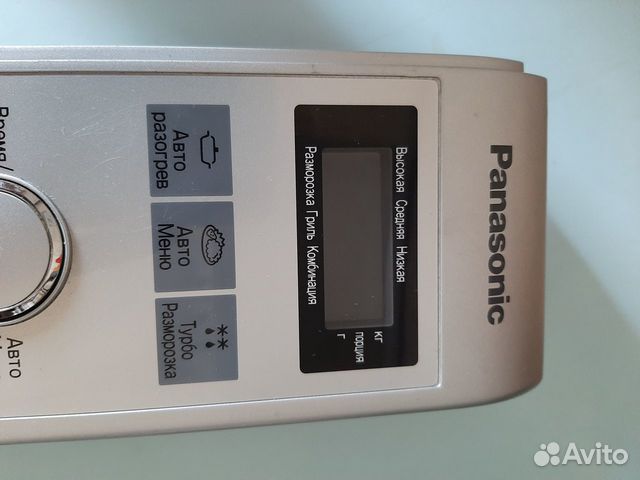 Panasonic
Высокая Средняя Низкая
кг
порция
г
Разморозка Гриль Комбинация
Авто
разогрев
Авто
Меню
Турбо
Разморозка
Время/
Авто
Avito